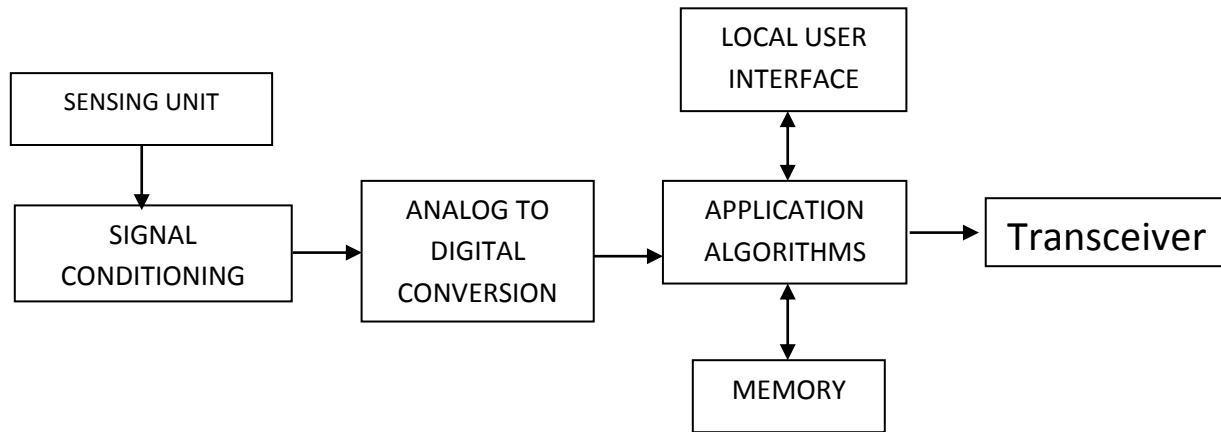 LOCAL USER
INTERFACE
SENSING UNIT
SIGNAL
CONDITIONING
ANALOG TO
DIGITAL
CONVERSION
APPLICATION
ALGORITHMS
Transceiver
MEMORY